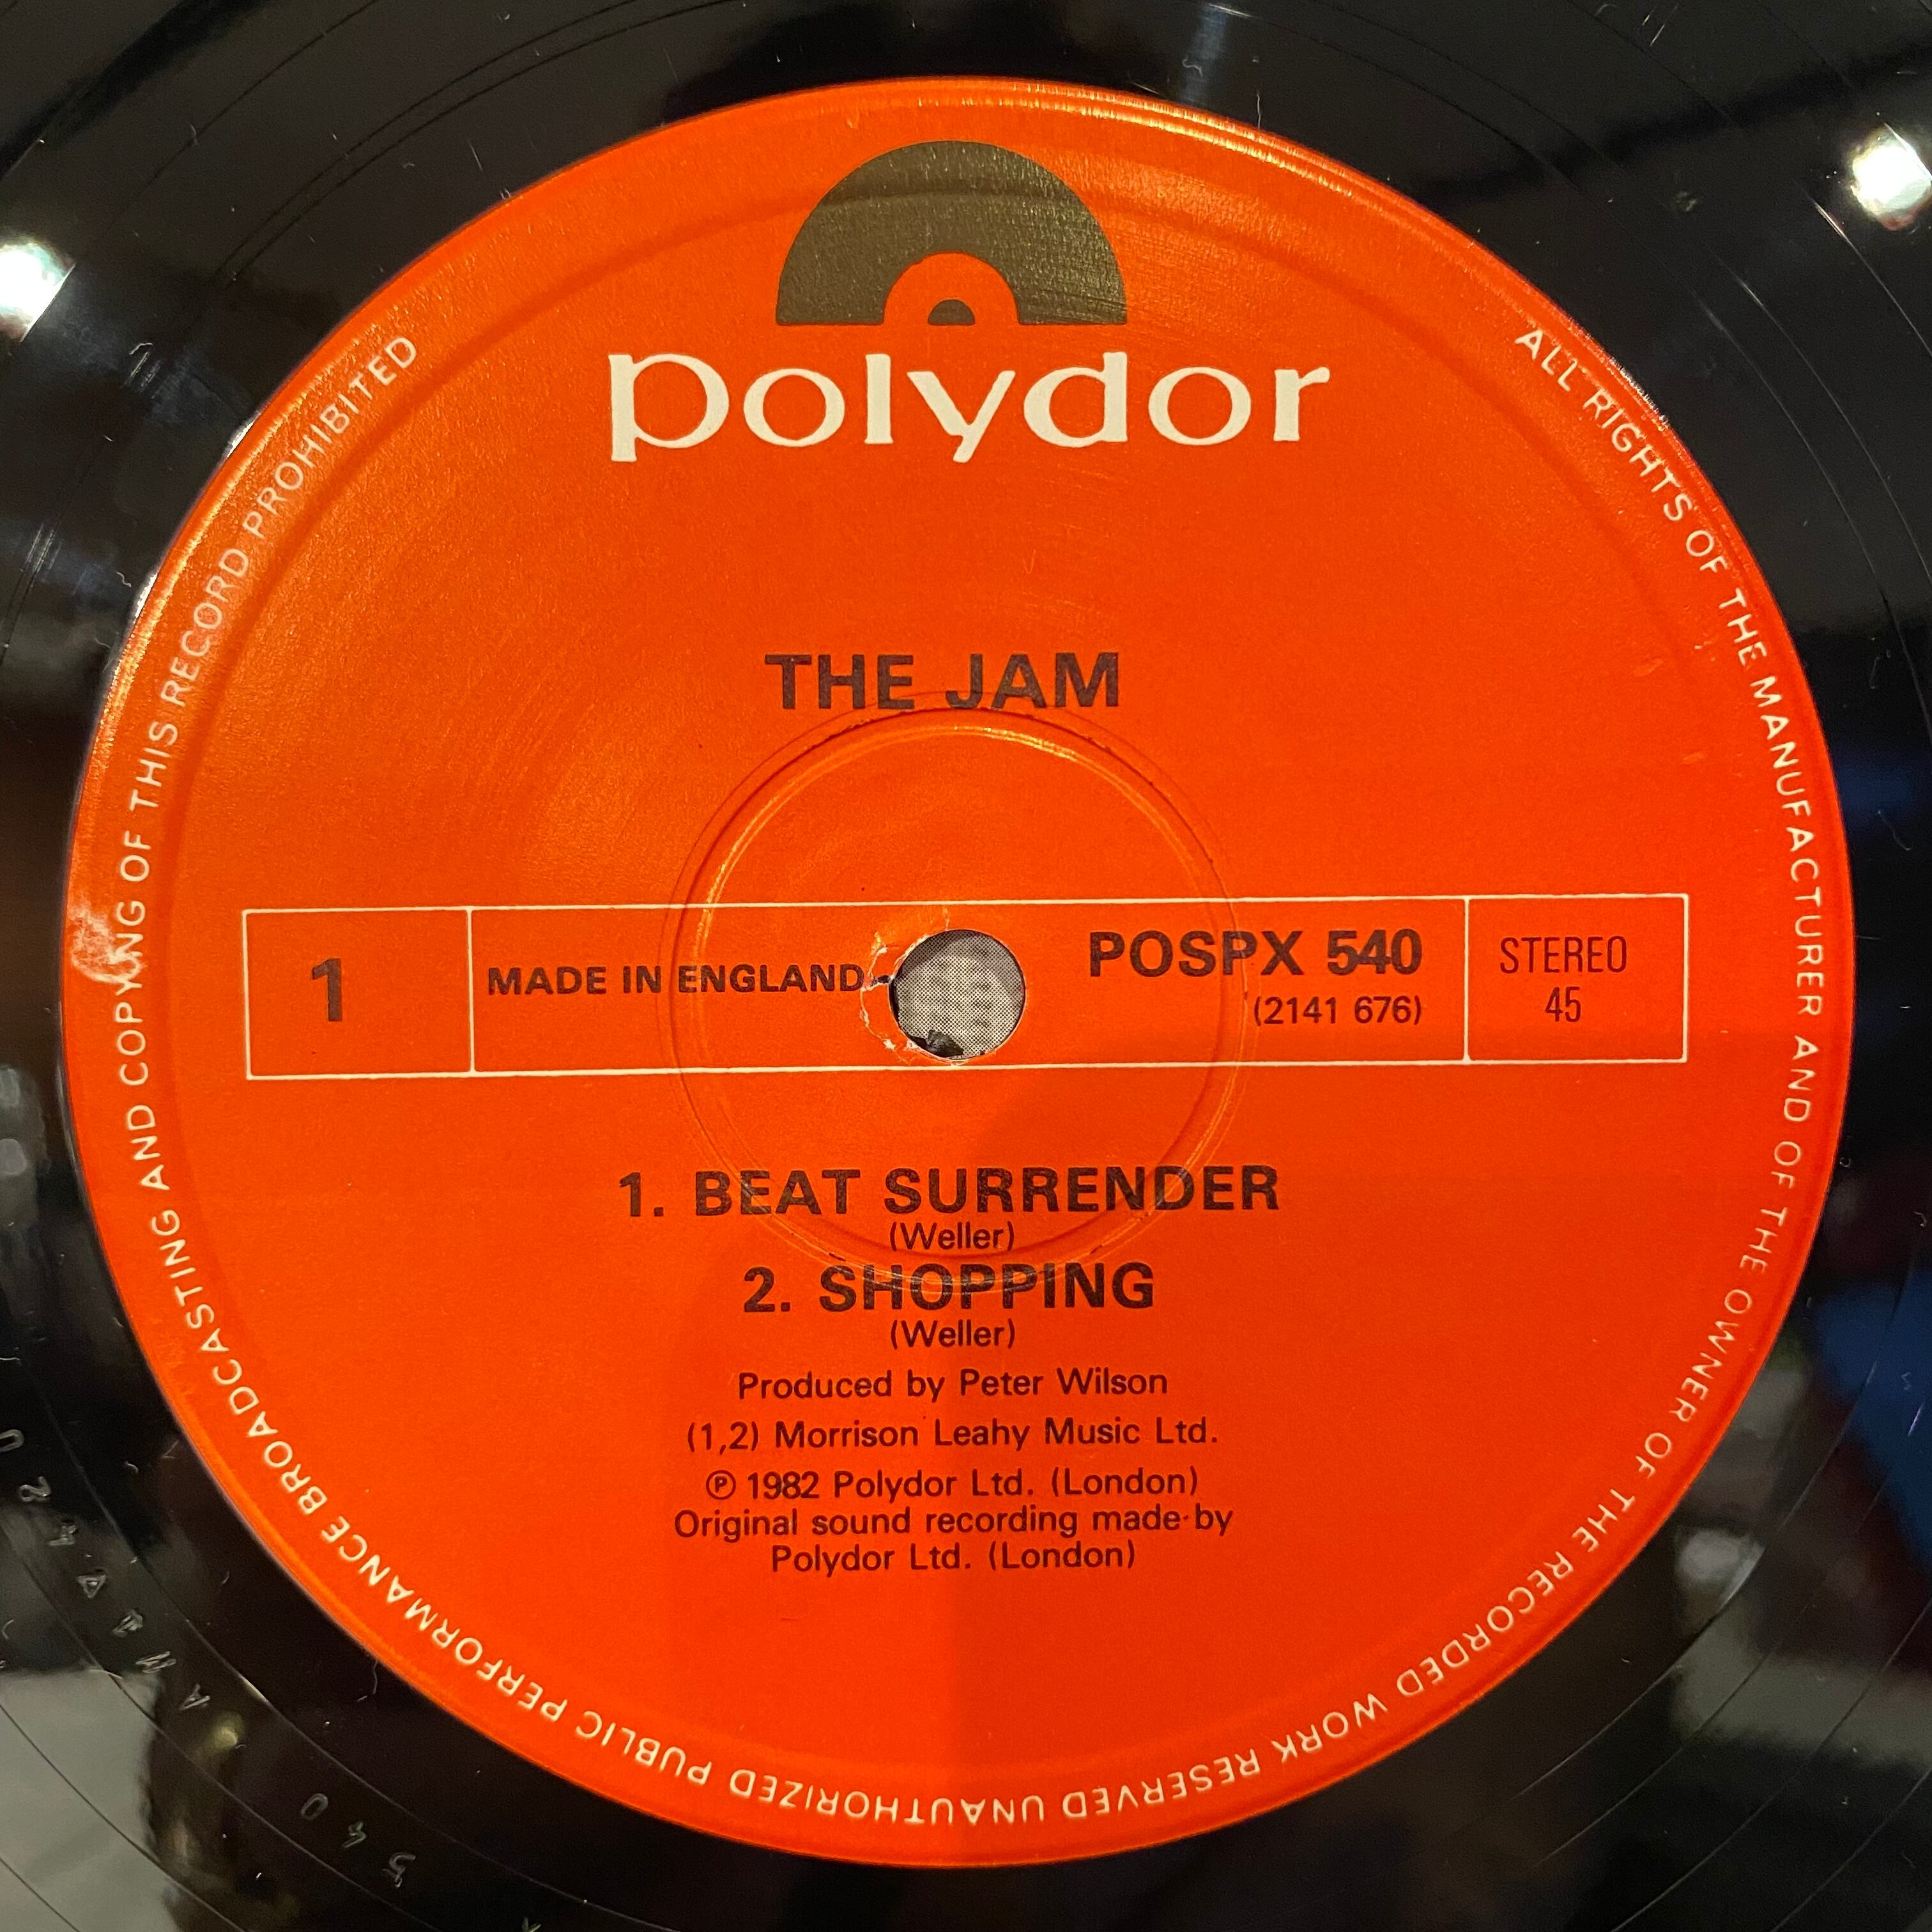 polydor
THE JAM
1
MADE IN ENGLAND
POSPX 540
(2141 676)
STEREO
45
1. BEAT SURRENDER
(Weller)
2. SHOPPING
(Weller)
Produced by Peter Wilson
(1,2) Morrison Leahy Music Ltd.
℗ 1982 Polydor Ltd. (London)
Original sound recording made by
Polydor Ltd. (London)
ALL RIGHTS OF THE MANUFACTURER AND OF THE OWNER OF THE RECORDED WORK RESERVED UNAUTHORIZED PUBLIC PERFORMANCE BROADCASTING AND COPYING OF THIS RECORD PROHIBITED
540